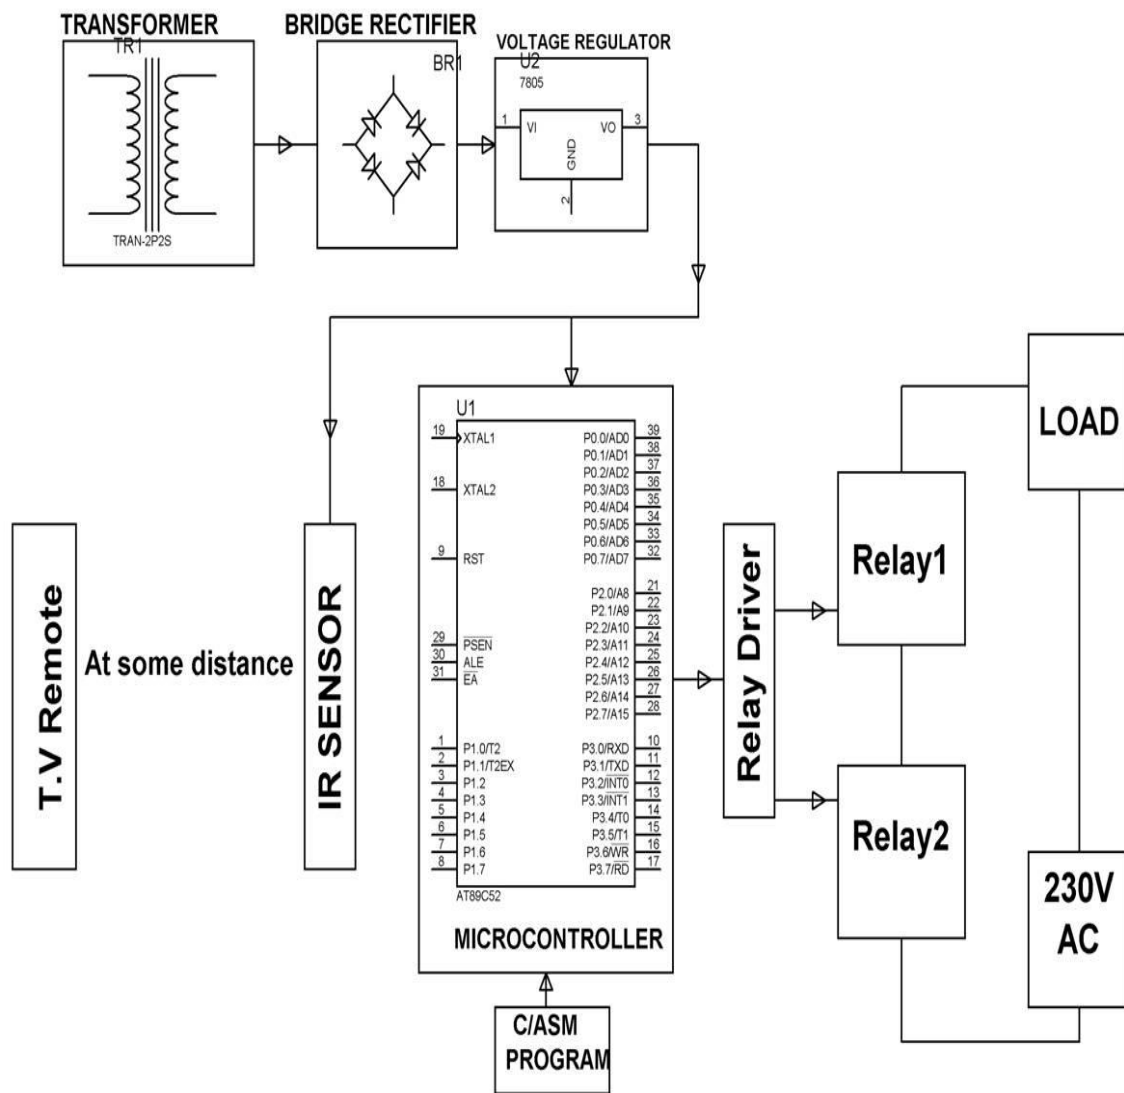 TRANSFORMER
TR1
TRAN-2P2S
BRIDGE RECTIFIER
BR1
VOLTAGE REGULATOR
U2
7805
1
VI
VO
3
GND
2
U1
19 XTAL1
18 XTAL2
9 RST
29 PSEN
30 ALE
31 EA
1 P1.0/T2
2 P1.1/T2EX
3 P1.2
4 P1.3
5 P1.4
6 P1.5
7 P1.6
8 P1.7
P0.0/AD0 39
P0.1/AD1 38
P0.2/AD2 37
P0.3/AD3 36
P0.4/AD4 35
P0.5/AD5 34
P0.6/AD6 33
P0.7/AD7 32
P2.0/A8 21
P2.1/A9 22
P2.2/A10 23
P2.3/A11 24
P2.4/A12 25
P2.5/A13 26
P2.6/A14 27
P2.7/A15 28
P3.0/RXD 10
P3.1/TXD 11
P3.2/INT0 12
P3.3/INT1 13
P3.4/T0 14
P3.5/T1 15
P3.6/WR 16
P3.7/RD 17
AT89C52
MICROCONTROLLER
C/ASM
PROGRAM
T.V Remote
At some distance
IR SENSOR
Relay Driver
Relay1
Relay2
LOAD
230V
AC